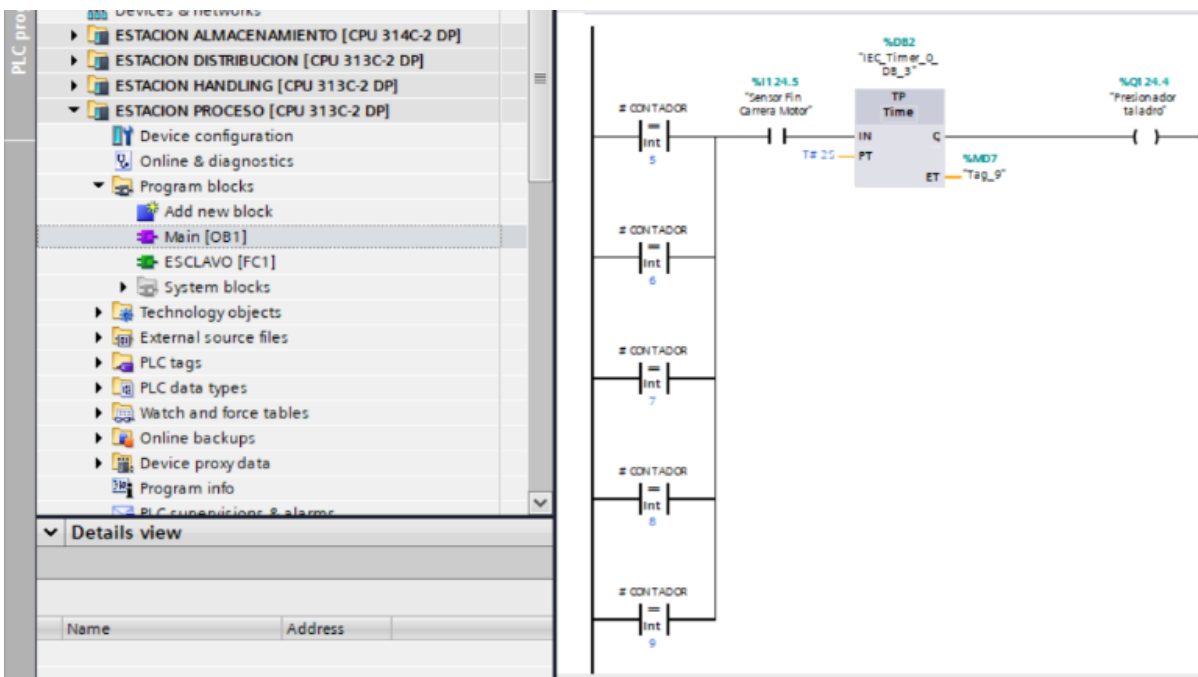 PLC prog
Devices & networks
ESTACION ALMACENAMIENTO [CPU 314C-2 DP]
ESTACION DISTRIBUCION [CPU 313C-2 DP]
ESTACION HANDLING [CPU 313C-2 DP]
ESTACION PROCESO [CPU 313C-2 DP]
Device configuration
Online & diagnostics
Program blocks
Add new block
Main [OB1]
ESCLAVO [FC1]
System blocks
Technology objects
External source files
PLC tags
PLC data types
Watch and force tables
Online backups
Device proxy data
Program info
PLC supervisions & alarms
Details view
Name Address
%DB2
"IEC_Timer_0_
DB_3"
%I124.5
"Sensor Fin
Carrera Motor"
TP
Time
%Q124.4
"Presionador
taladro"
# CONTADOR
=
Int
5
IN
T# 2S
PT
ET
%MD7
"Tag_9"
# CONTADOR
=
Int
6
# CONTADOR
=
Int
7
# CONTADOR
=
Int
8
# CONTADOR
=
Int
9